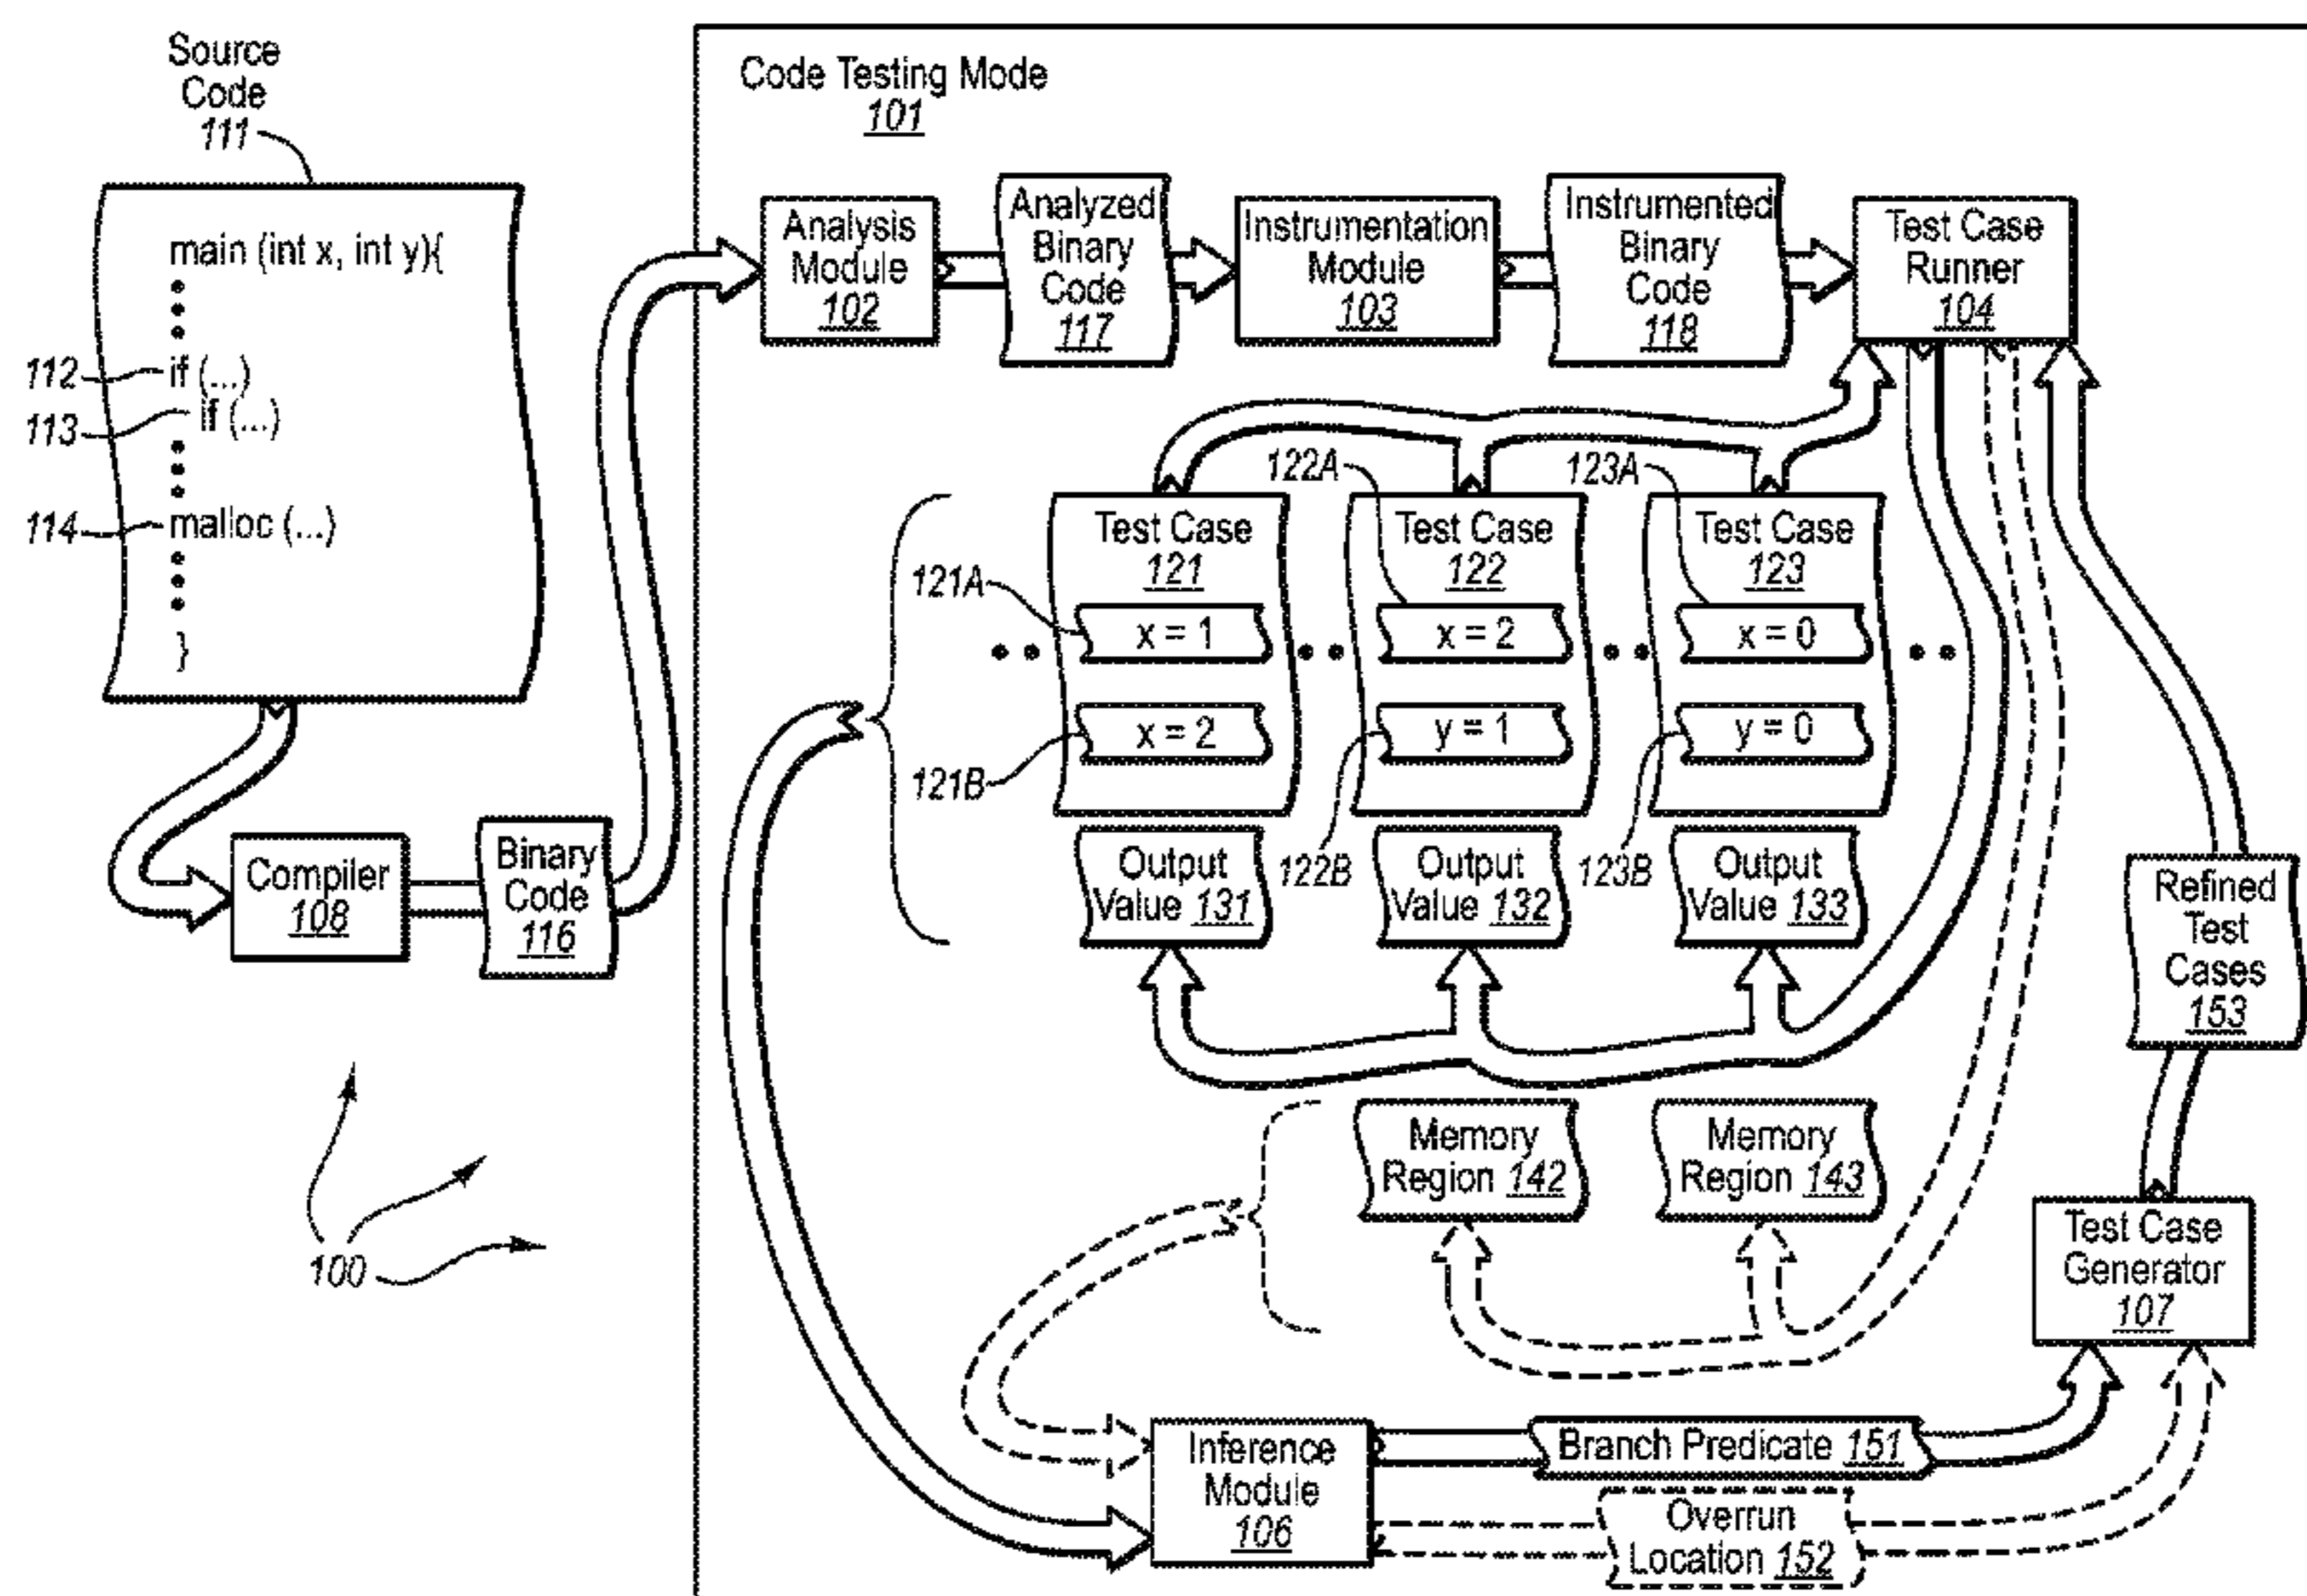 Source
Code
111
main (int x, int y){
112
if (...)
113
if (...)
114
malloc (...)
}
Compiler
108
Binary
Code
116
100
Code Testing Mode
101
Analysis
Module
102
Analyzed
Binary
Code
117
Instrumentation
Module
103
Instrumented
Binary
Code
118
Test Case
Runner
104
122A
123A
Test Case
121
Test Case
122
Test Case
123
121A
x = 1
x = 2
x = 0
121B
x = 2
y = 1
y = 0
122B
123B
Output
Value 131
Output
Value 132
Output
Value 133
Refined
Test
Cases
153
Memory
Region 142
Memory
Region 143
Test Case
Generator
107
Inference
Module
106
Branch Predicate 151
Overrun
Location 152